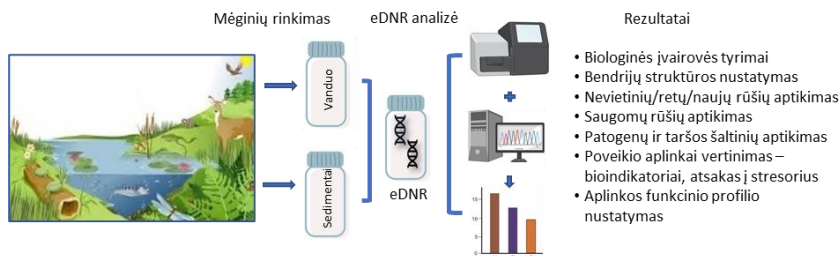 Mėginių rinkimas
eDNR analizė
Rezultatai
Vanduo
Sedimentai
eDNR
15
10
5
0
• Biologinės įvairovės tyrimai
• Bendrijų struktūros nustatymas
• Nevietinių/retų/naujų rūšių aptikimas
• Saugomų rūšių aptikimas
• Patogenų ir taršos šaltinių aptikimas
• Poveikio aplinkai vertinimas –
bioindikatoriai, atsakas į stresorius
• Aplinkos funkcinio profilio
nustatymas